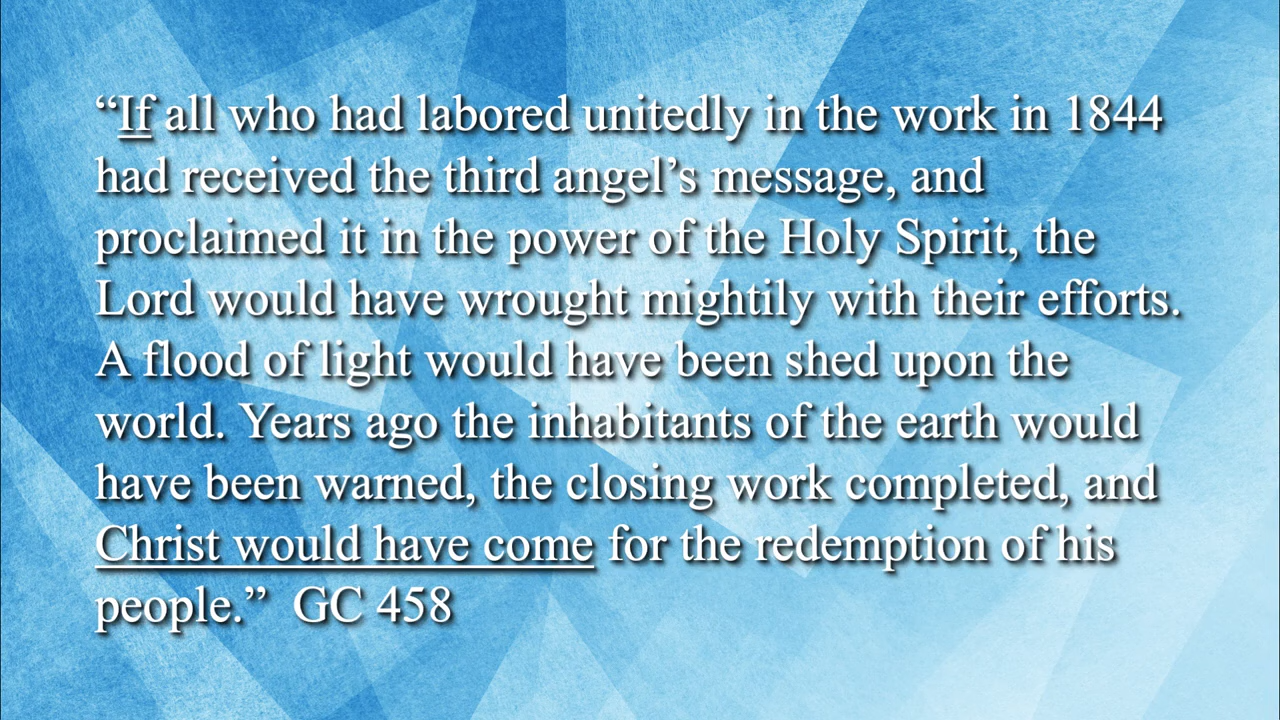 “If all who had labored unitedly in the work in 1844
had received the third angel’s message, and
proclaimed it in the power of the Holy Spirit, the
Lord would have wrought mightily with their efforts.
A flood of light would have been shed upon the
world. Years ago the inhabitants of the earth would
have been warned, the closing work completed, and
Christ would have come for the redemption of his
people.”  GC 458